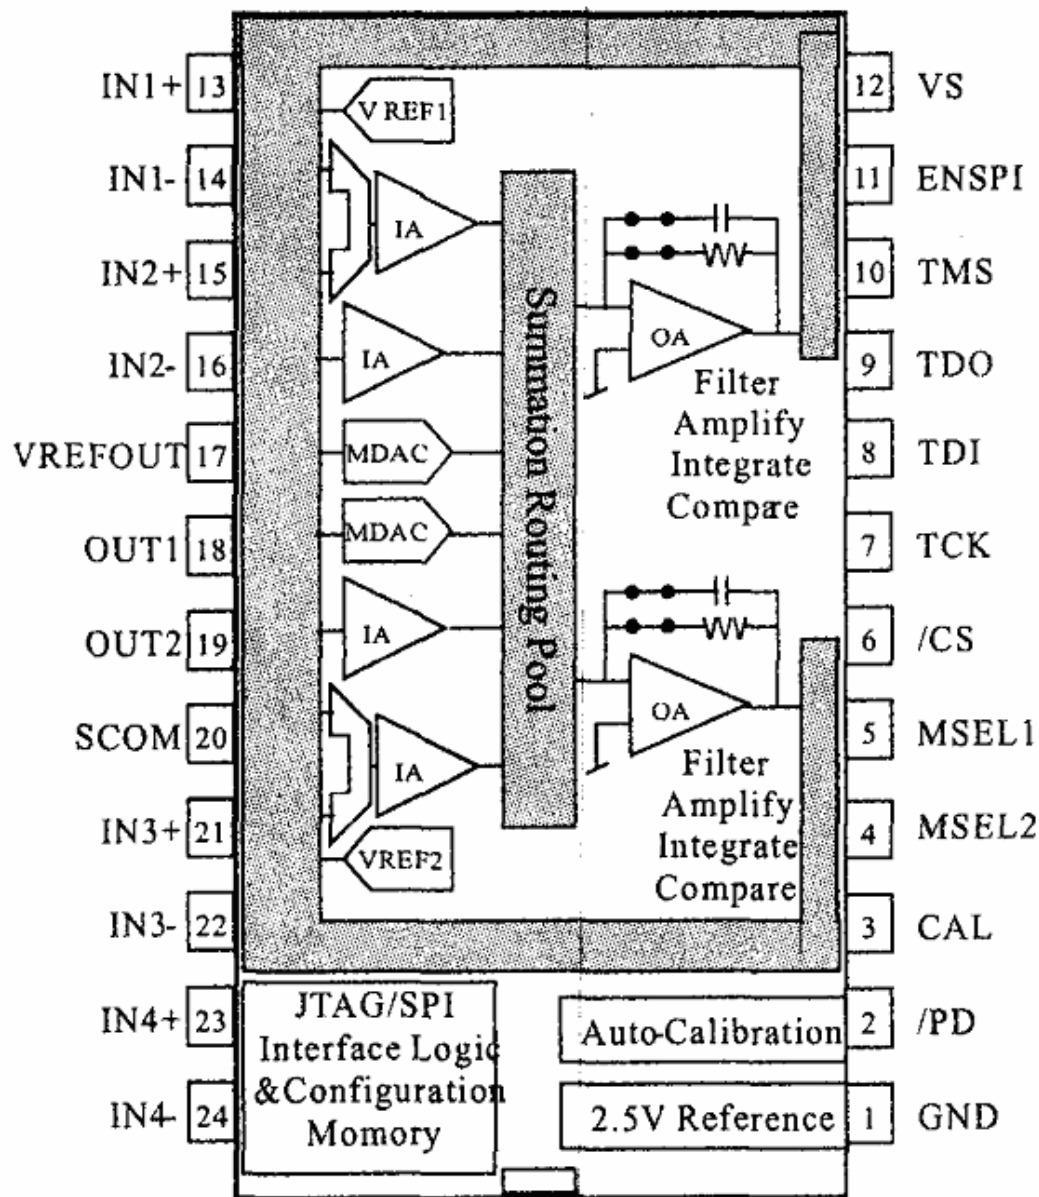 IN1+ 13
IN1- 14
IN2+ 15
IN2- 16
VREFOUT 17
OUT1 18
OUT2 19
SCOM 20
IN3+ 21
IN3- 22
IN4+ 23
IN4- 24
V REF1
IA
IA
MDAC
MDAC
IA
IA
VREF2
Summation Routing Pool
OA
Filter
Amplify
Integrate
Compare
OA
Filter
Amplify
Integrate
Compare
JTAG/SPI
Interface Logic
&Configuration
Momory
Auto-Calibration
2.5V Reference
12 VS
11 ENSPI
10 TMS
9 TDO
8 TDI
7 TCK
6 /CS
5 MSEL1
4 MSEL2
3 CAL
2 /PD
1 GND